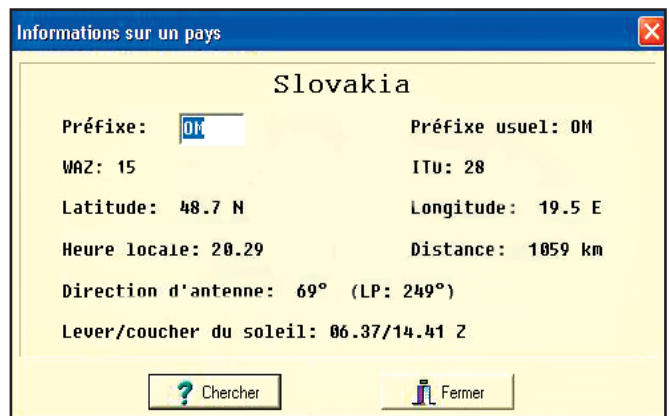 Informations sur un pays
Slovakia
Préfixe: OM Préfixe usuel: OM
WAZ: 15 ITU: 28
Latitude: 48.7 N Longitude: 19.5 E
Heure locale: 20.29 Distance: 1059 km
Direction d'antenne: 69° (LP: 249°)
Lever/coucher du soleil: 06.37/14.41 Z
Chercher Fermer